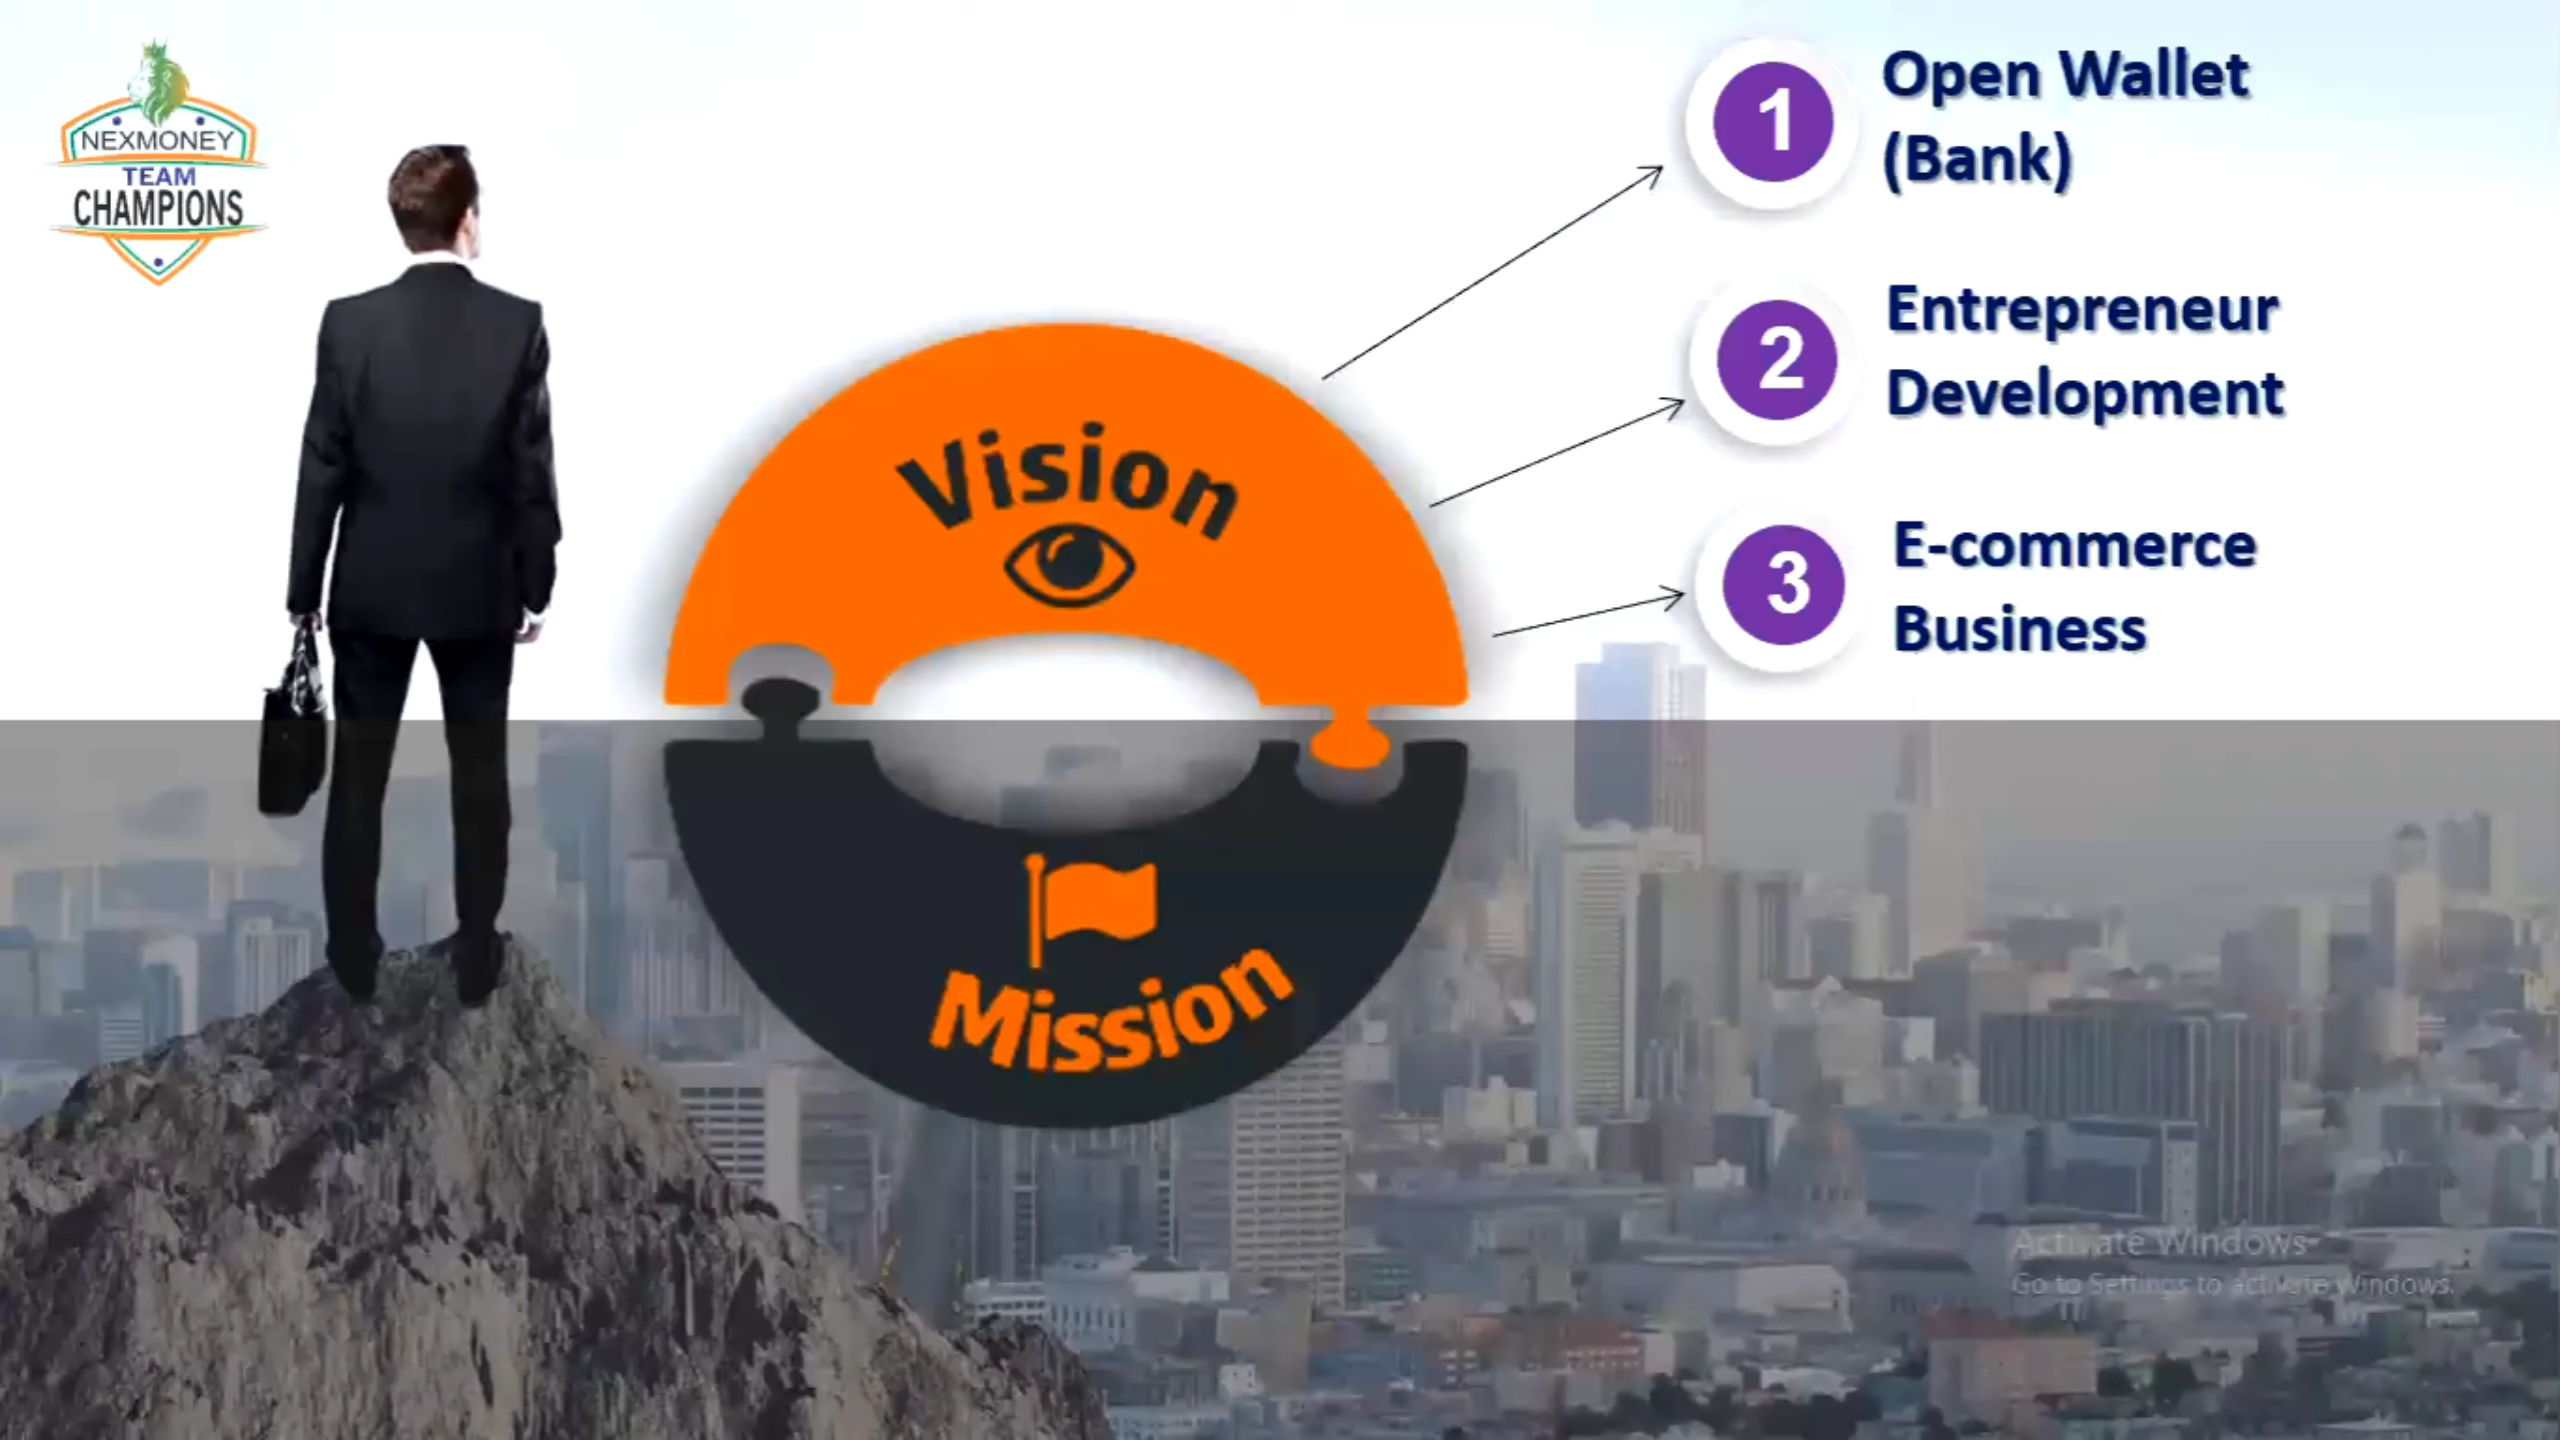 NEXMONEY
TEAM
CHAMPIONS
1
Open Wallet
(Bank)
2
Entrepreneur
Development
3
E-commerce
Business
Vision
Mission
Activate Windows
Go to Settings to activate Windows.